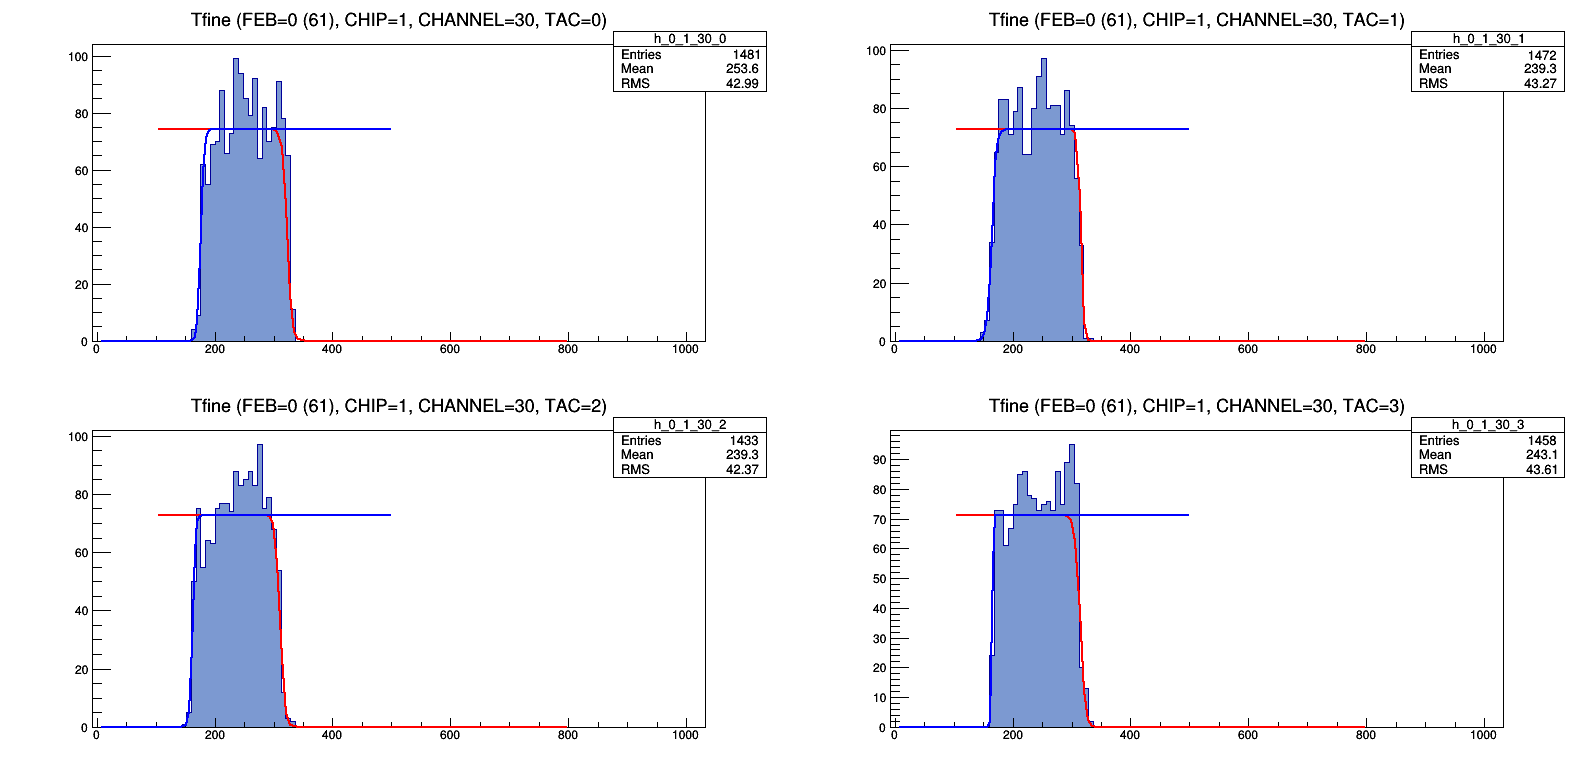 Tfine (FEB=0 (61), CHIP=1, CHANNEL=30, TAC=0)
h_0_1_30_0
Entries 1481
Mean 253.6
RMS 42.99
100
80
60
40
20
0
0 200 400 600 800 1000
Tfine (FEB=0 (61), CHIP=1, CHANNEL=30, TAC=1)
h_0_1_30_1
Entries 1472
Mean 239.3
RMS 43.27
100
80
60
40
20
0
0 200 400 600 800 1000
Tfine (FEB=0 (61), CHIP=1, CHANNEL=30, TAC=2)
h_0_1_30_2
Entries 1433
Mean 239.3
RMS 42.37
100
80
60
40
20
0
0 200 400 600 800 1000
Tfine (FEB=0 (61), CHIP=1, CHANNEL=30, TAC=3)
h_0_1_30_3
Entries 1458
Mean 243.1
RMS 43.61
90
80
70
60
50
40
30
20
10
0
0 200 400 600 800 1000